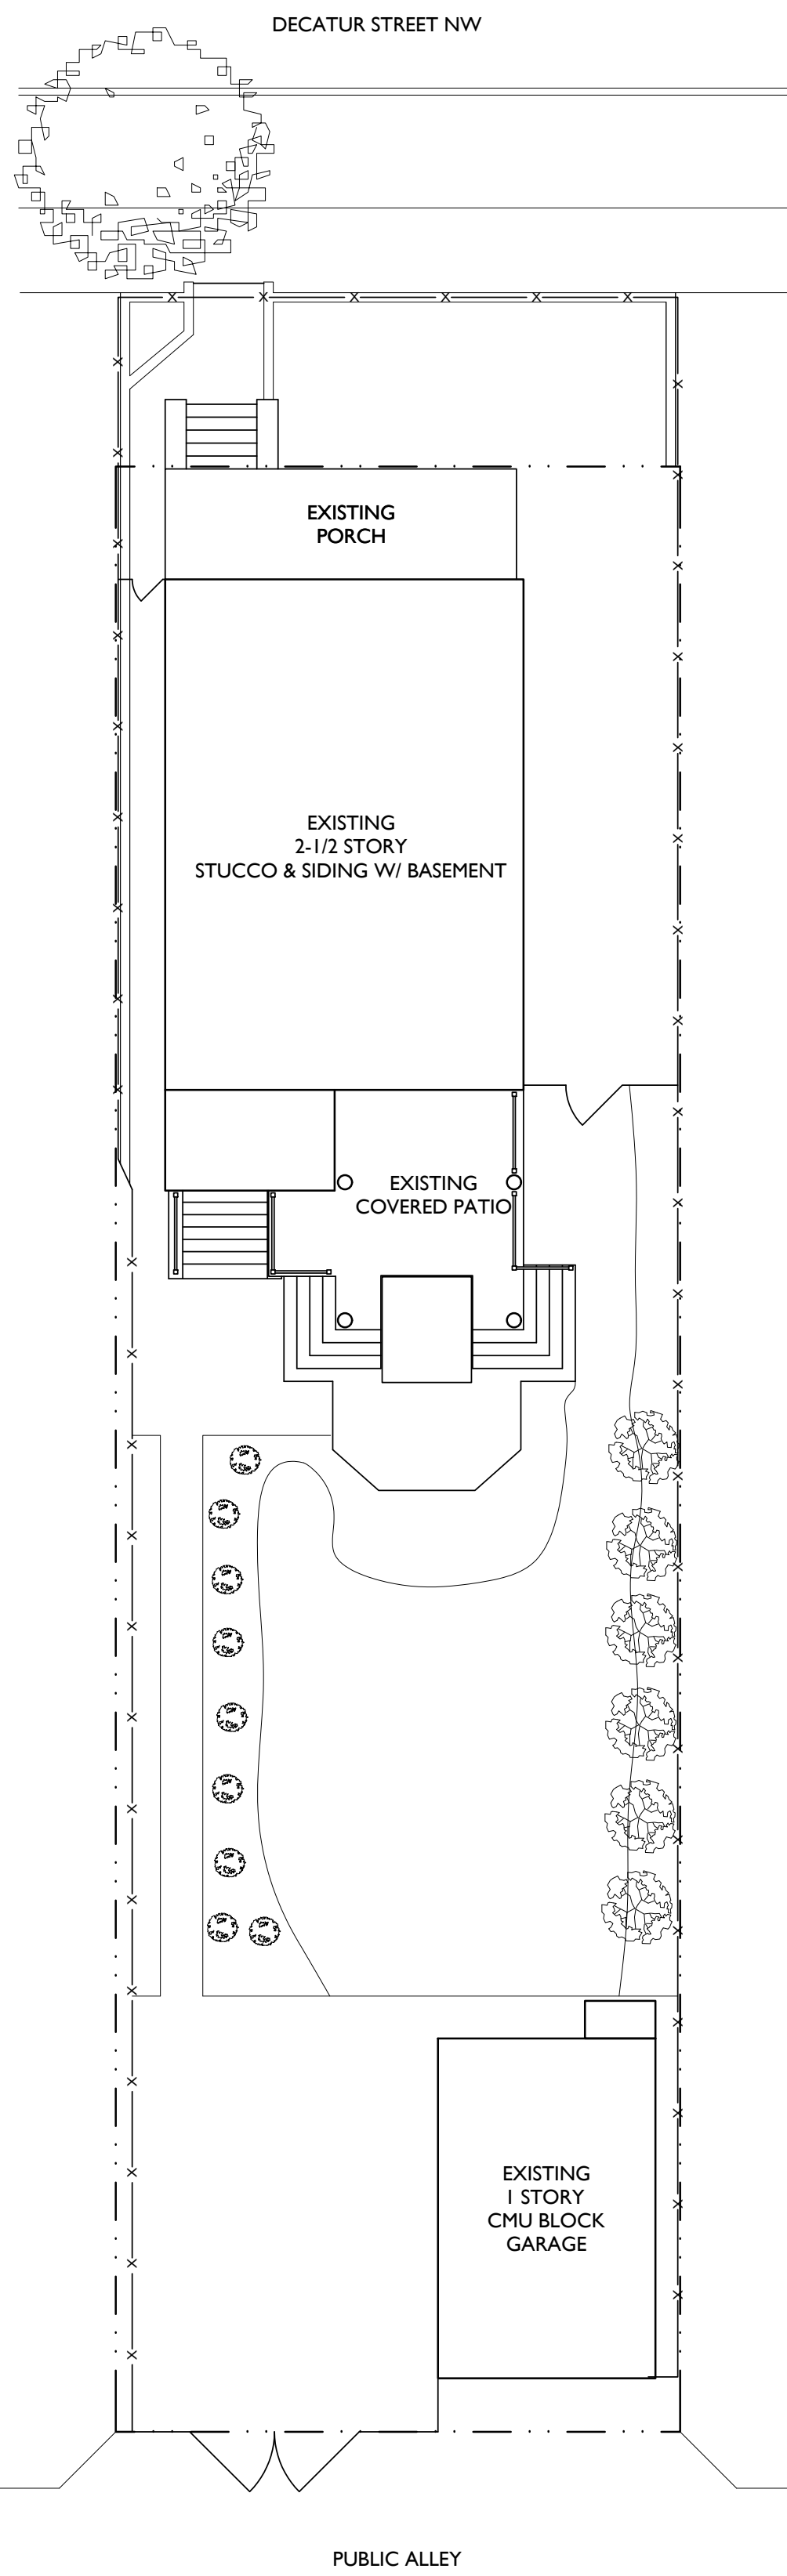 DECATUR STREET NW
EXISTING
PORCH
EXISTING
2-1/2 STORY
STUCCO & SIDING W/ BASEMENT
EXISTING
COVERED PATIO
EXISTING
1 STORY
CMU BLOCK
GARAGE
PUBLIC ALLEY